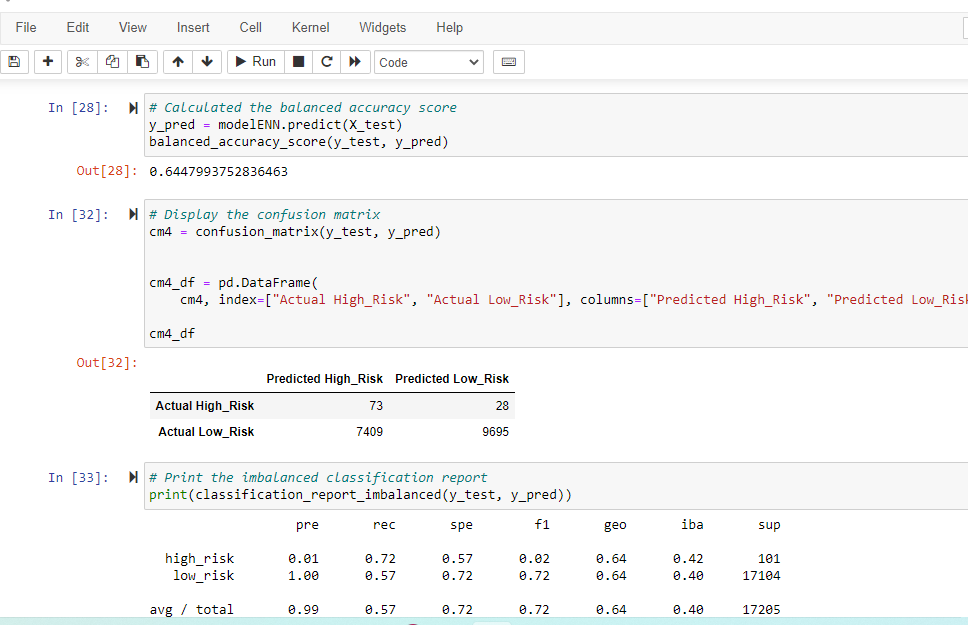 File Edit View Insert Cell Kernel Widgets Help
Run Code
In [28]: # Calculated the balanced accuracy score
y_pred = modelENN.predict(X_test)
balanced_accuracy_score(y_test, y_pred)
Out[28]: 0.6447993752836463
In [32]: # Display the confusion matrix
cm4 = confusion_matrix(y_test, y_pred)
cm4_df = pd.DataFrame(
cm4, index=["Actual High_Risk", "Actual Low_Risk"], columns=["Predicted High_Risk", "Predicted Low_Risk
cm4_df
Out[32]:
Predicted High_Risk Predicted Low_Risk
Actual High_Risk 73 28
Actual Low_Risk 7409 9695
In [33]: # Print the imbalanced classification report
print(classification_report_imbalanced(y_test, y_pred))
pre rec spe f1 geo iba sup
high_risk 0.01 0.72 0.57 0.02 0.64 0.42 101
low_risk 1.00 0.57 0.72 0.72 0.64 0.40 17104
avg / total 0.99 0.57 0.72 0.72 0.64 0.40 17205